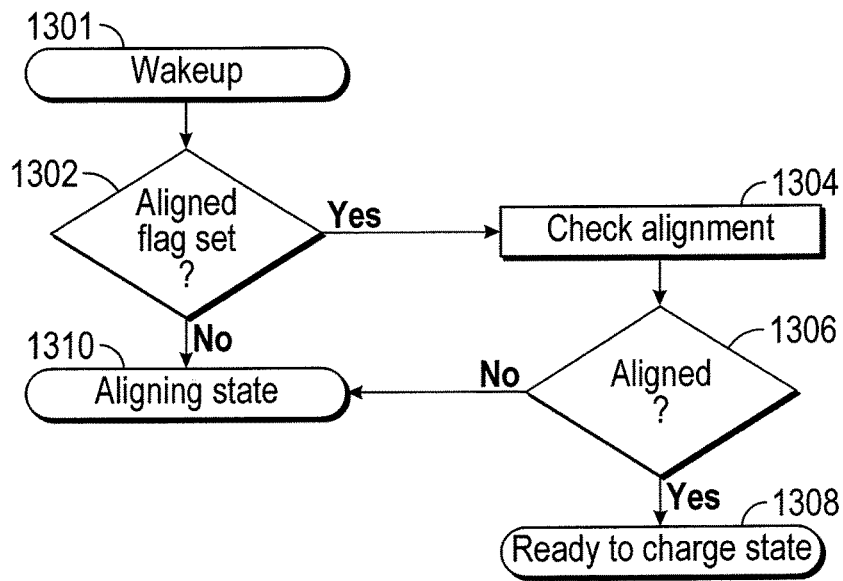 1301
Wakeup
1302
Aligned
flag set
?
Yes
1304
Check alignment
No
1310
Aligning state
1306
Aligned
?
No
Yes
1308
Ready to charge state